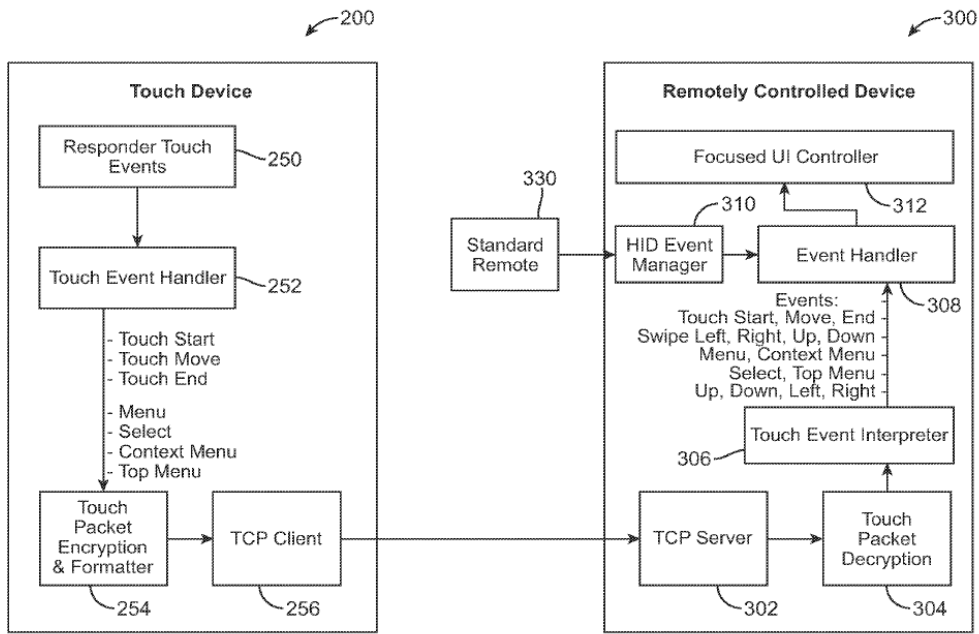 200
300
Touch Device
Responder Touch
Events
250
Touch Event Handler
252
- Touch Start
- Touch Move
- Touch End
- Menu
- Select
- Context Menu
- Top Menu
Touch
Packet
Encryption
& Formatter
254
TCP Client
256
330
Standard
Remote
Remotely Controlled Device
Focused UI Controller
312
310
HID Event
Manager
Event Handler
308
Events: -
Touch Start, Move, End -
Swipe Left, Right, Up, Down -
Menu, Context Menu -
Select, Top Menu -
Up, Down, Left, Right -
306
Touch Event Interpreter
TCP Server
302
Touch
Packet
Decryption
304